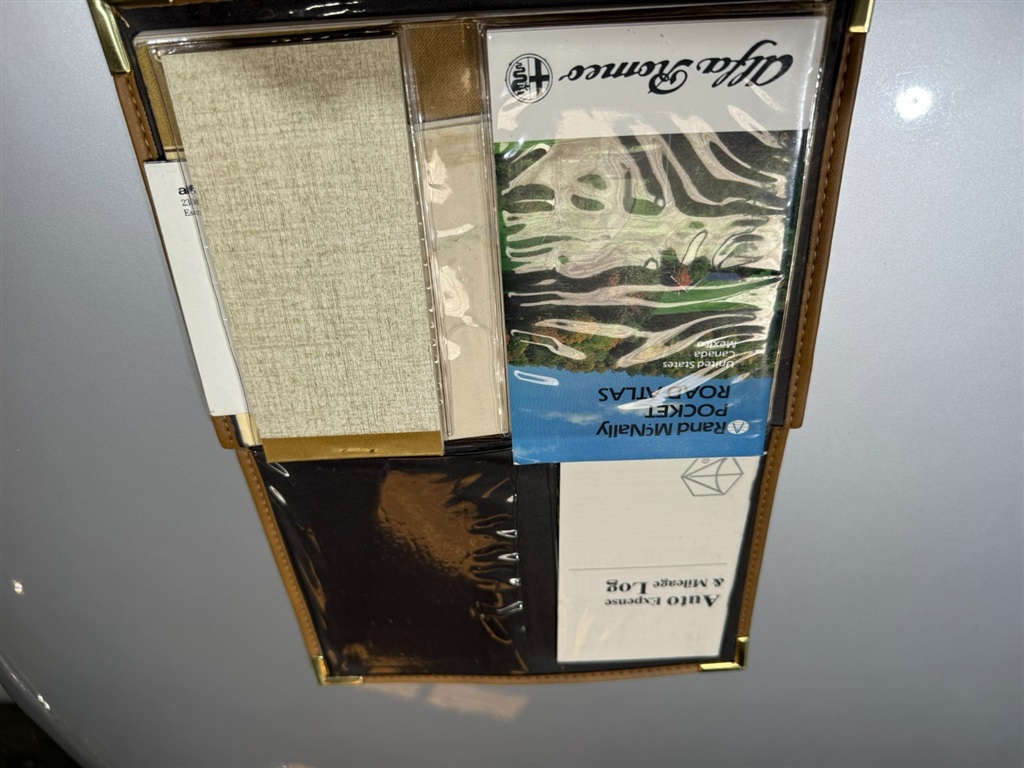 Alfa Romeo
United States
Canada
Mexico
Rand McNally
POCKET
ROAD ATLAS
Auto Expense
& Mileage Log